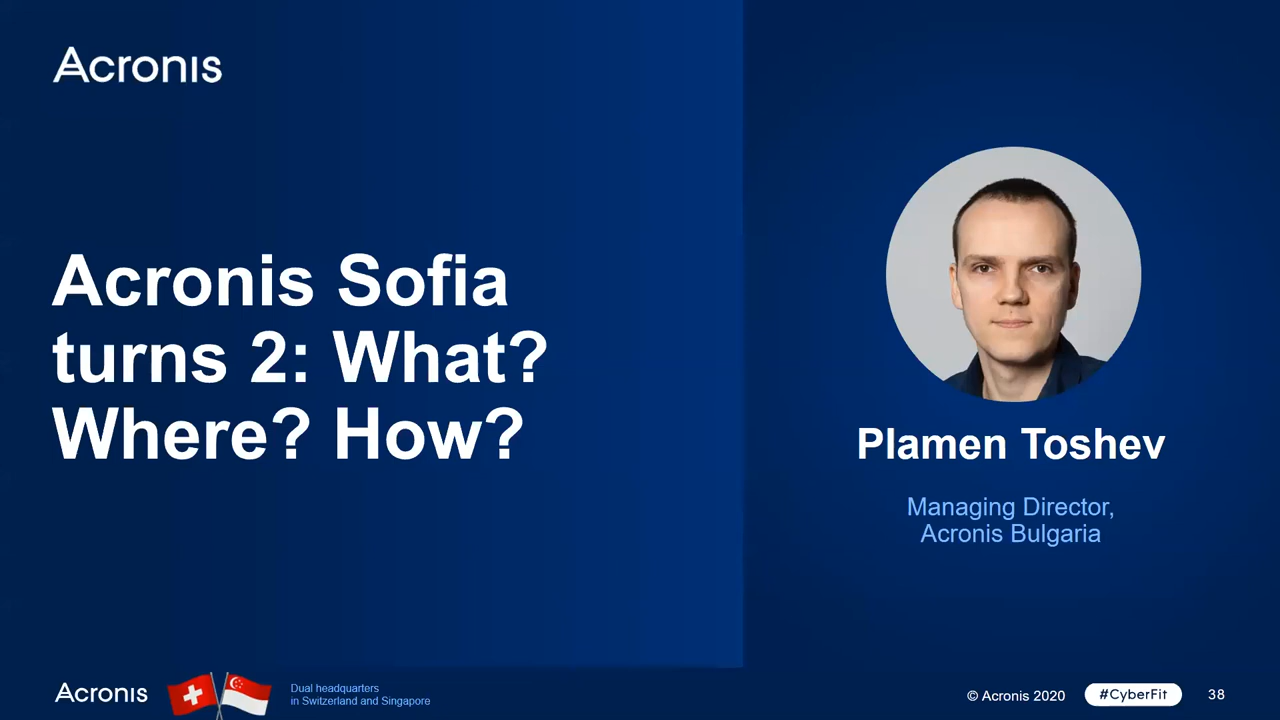 Acronis
Acronis Sofia
turns 2: What?
Where? How?
Plamen Toshev
Managing Director,
Acronis Bulgaria
Acronis
Dual headquarters
in Switzerland and Singapore
© Acronis 2020
#CyberFit
38